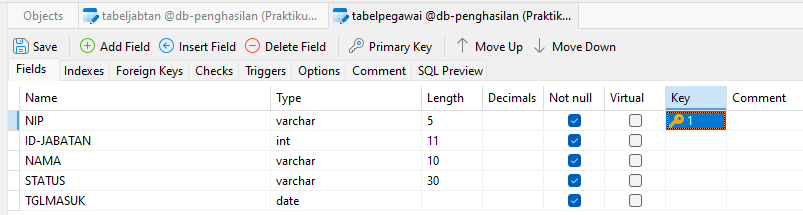 Objects tabeljabtan @db-penghasilan (Praktiku... tabelpegawai @db-penghasilan (Praktik...
Save Add Field Insert Field Delete Field Primary Key Move Up Move Down
Fields Indexes Foreign Keys Checks Triggers Options Comment SQL Preview
Name Type Length Decimals Not null Virtual Key Comment
NIP varchar 5 1
ID-JABATAN int 11
NAMA varchar 10
STATUS varchar 30
TGLMASUK date